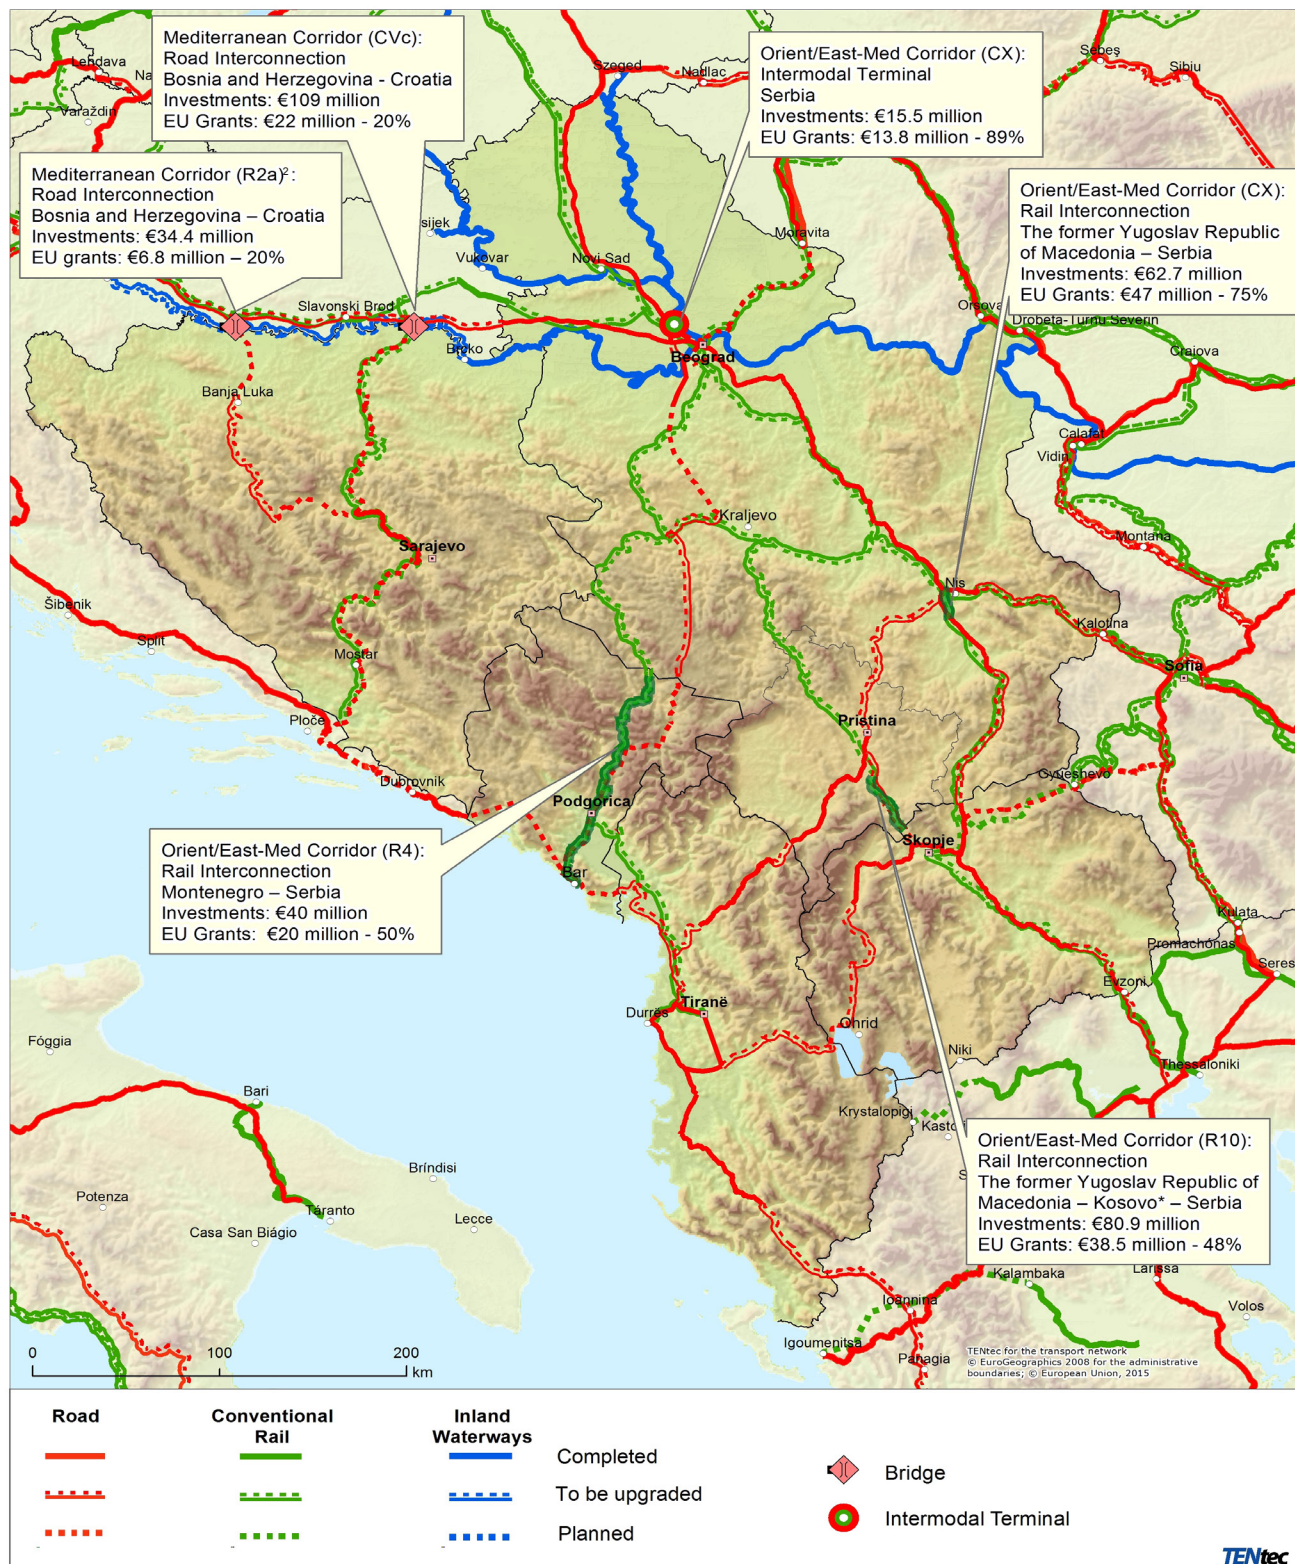 Mediterranean Corridor (CVc):
Road Interconnection
Bosnia and Herzegovina - Croatia
Investments: €109 million
EU Grants: €22 million - 20%
Orient/East-Med Corridor (CX):
Intermodal Terminal
Serbia
Investments: €15.5 million
EU Grants: €13.8 million - 89%
Mediterranean Corridor (R2a)²:
Road Interconnection
Bosnia and Herzegovina – Croatia
Investments: €34.4 million
EU grants: €6.8 million – 20%
Orient/East-Med Corridor (CX):
Rail Interconnection
The former Yugoslav Republic
of Macedonia – Serbia
Investments: €62.7 million
EU Grants: €47 million - 75%
Lendava
Na
Varaždin
Szeged
Nadlac
Sebeş
Sibiu
sijek
Vukovar
Novi Sad
Moravita
Orsova
Drobeta-Turnu Severin
Slavonski Brod
Brčko
Beograd
Craiova
Banja Luka
Calafat
Vidin
Kraljevo
Montana
Sarajevo
Nis
Šibenik
Split
Kalotina
Mostar
Sofia
Ploče
Pristina
Dubrovnik
Gyueshevo
Podgorica
Skopje
Bar
Orient/East-Med Corridor (R4):
Rail Interconnection
Montenegro – Serbia
Investments: €40 million
EU Grants: €20 million - 50%
Kulata
Promachónas
Seres
Evzoni
Tiranë
Durrës
Ohrid
Niki
Thessaloniki
Fóggia
Bari
Krystalopigi
Kasto
S
Bríndisi
Potenza
Táranto
Lecce
Casa San Biágio
Orient/East-Med Corridor (R10):
Rail Interconnection
The former Yugoslav Republic of
Macedonia – Kosovo* – Serbia
Investments: €80.9 million
EU Grants: €38.5 million - 48%
Kalambaka
Larissa
Ioannina
Volos
Igoumenitsa
Panagia
0 100 200
km
TENtec for the transport network
© EuroGeographics 2008 for the administrative
boundaries; © European Union, 2015
Road
Conventional
Rail
Inland
Waterways
Completed
To be upgraded
Planned
Bridge
Intermodal Terminal
TENtec